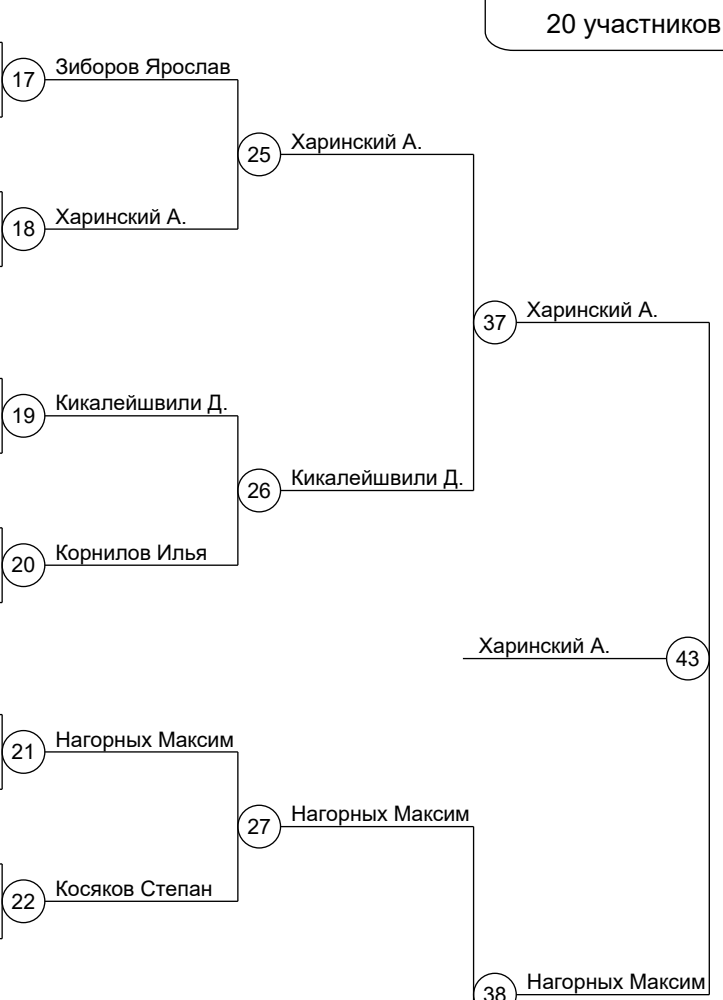 20 участников
17 Зиборов Ярослав
25 Харинский А.
18 Харинский А.
37 Харинский А.
19 Кикалейшвили Д.
26 Кикалейшвили Д.
20 Корнилов Илья
Харинский А. 43
21 Нагорных Максим
27 Нагорных Максим
22 Косяков Степан
38 Нагорных Максим